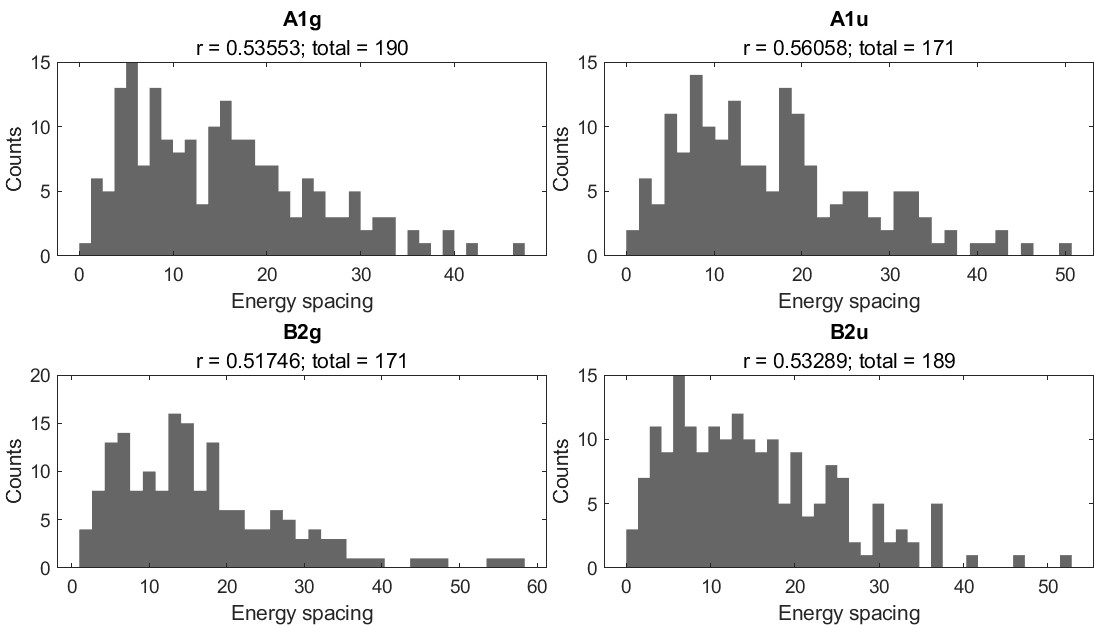 A1g
r = 0.53553; total = 190
15
10
5
0
Counts
0 10 20 30 40
Energy spacing
A1u
r = 0.56058; total = 171
15
10
5
0
Counts
0 10 20 30 40 50
Energy spacing
B2g
r = 0.51746; total = 171
20
15
10
5
0
Counts
0 10 20 30 40 50 60
Energy spacing
B2u
r = 0.53289; total = 189
15
10
5
0
Counts
0 10 20 30 40 50
Energy spacing